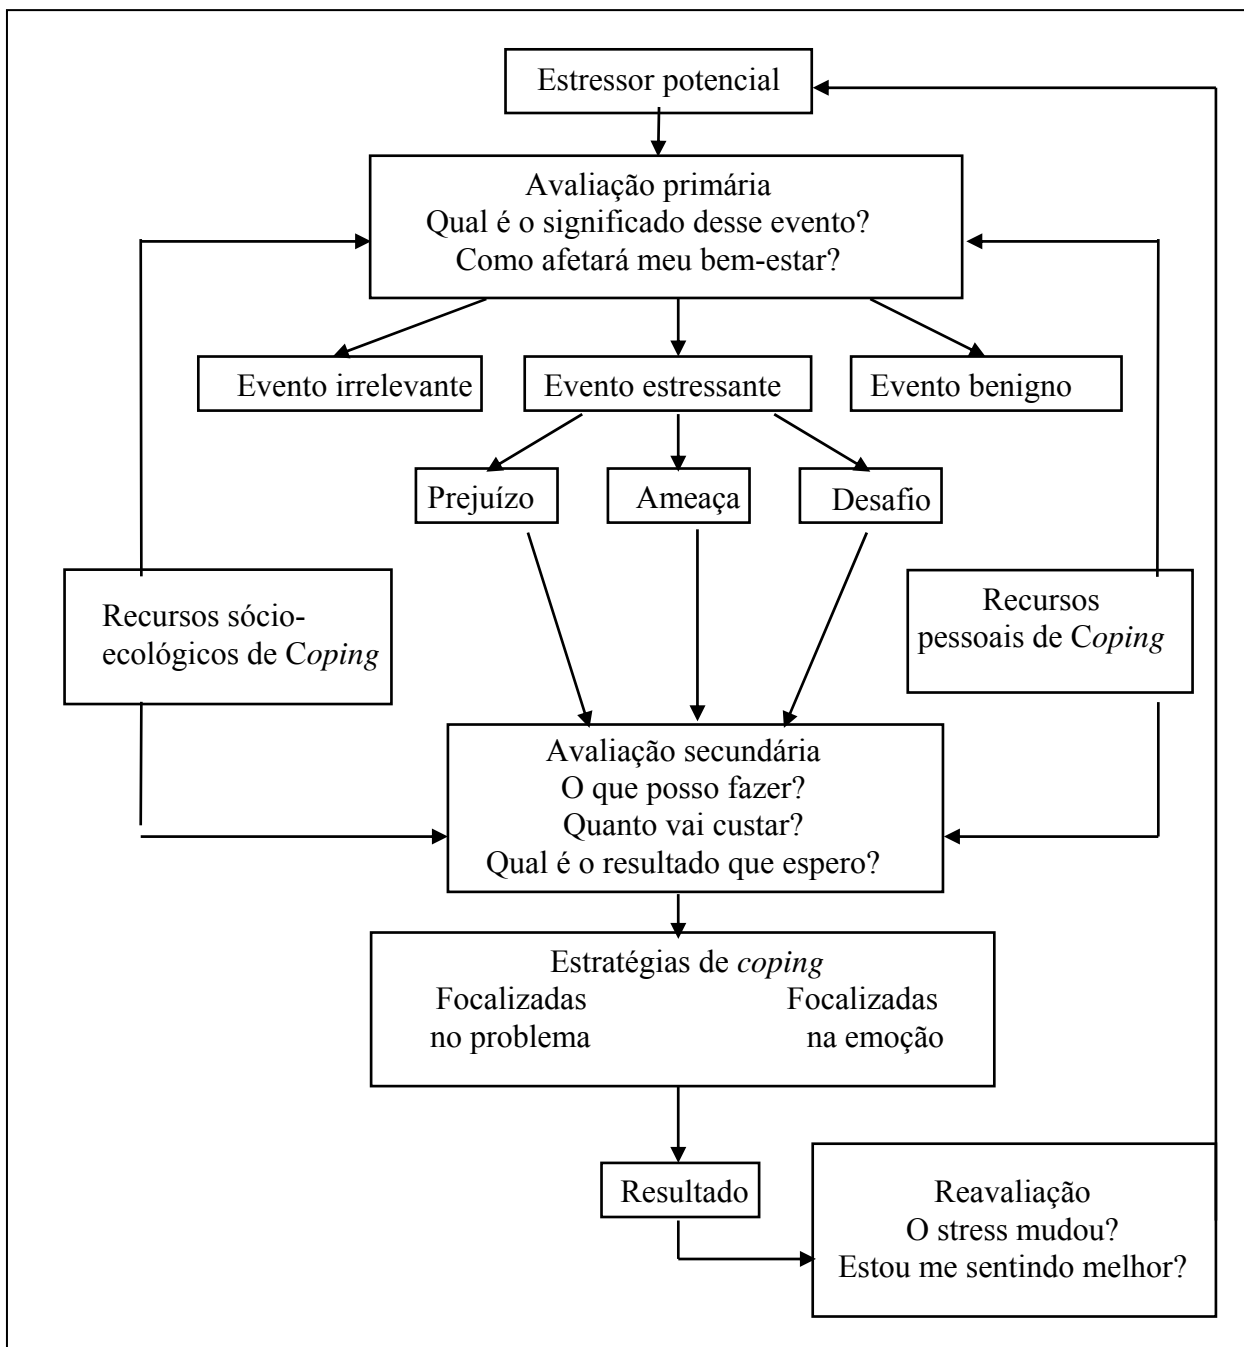 Estressor potencial
Avaliação primária
Qual é o significado desse evento?
Como afetará meu bem-estar?
Evento irrelevante
Evento estressante
Evento benigno
Prejuízo
Ameaça
Desafio
Recursos sócio-
ecológicos de Coping
Recursos
pessoais de Coping
Avaliação secundária
O que posso fazer?
Quanto vai custar?
Qual é o resultado que espero?
Estratégias de coping
Focalizadas
no problema
Focalizadas
na emoção
Resultado
Reavaliação
O stress mudou?
Estou me sentindo melhor?